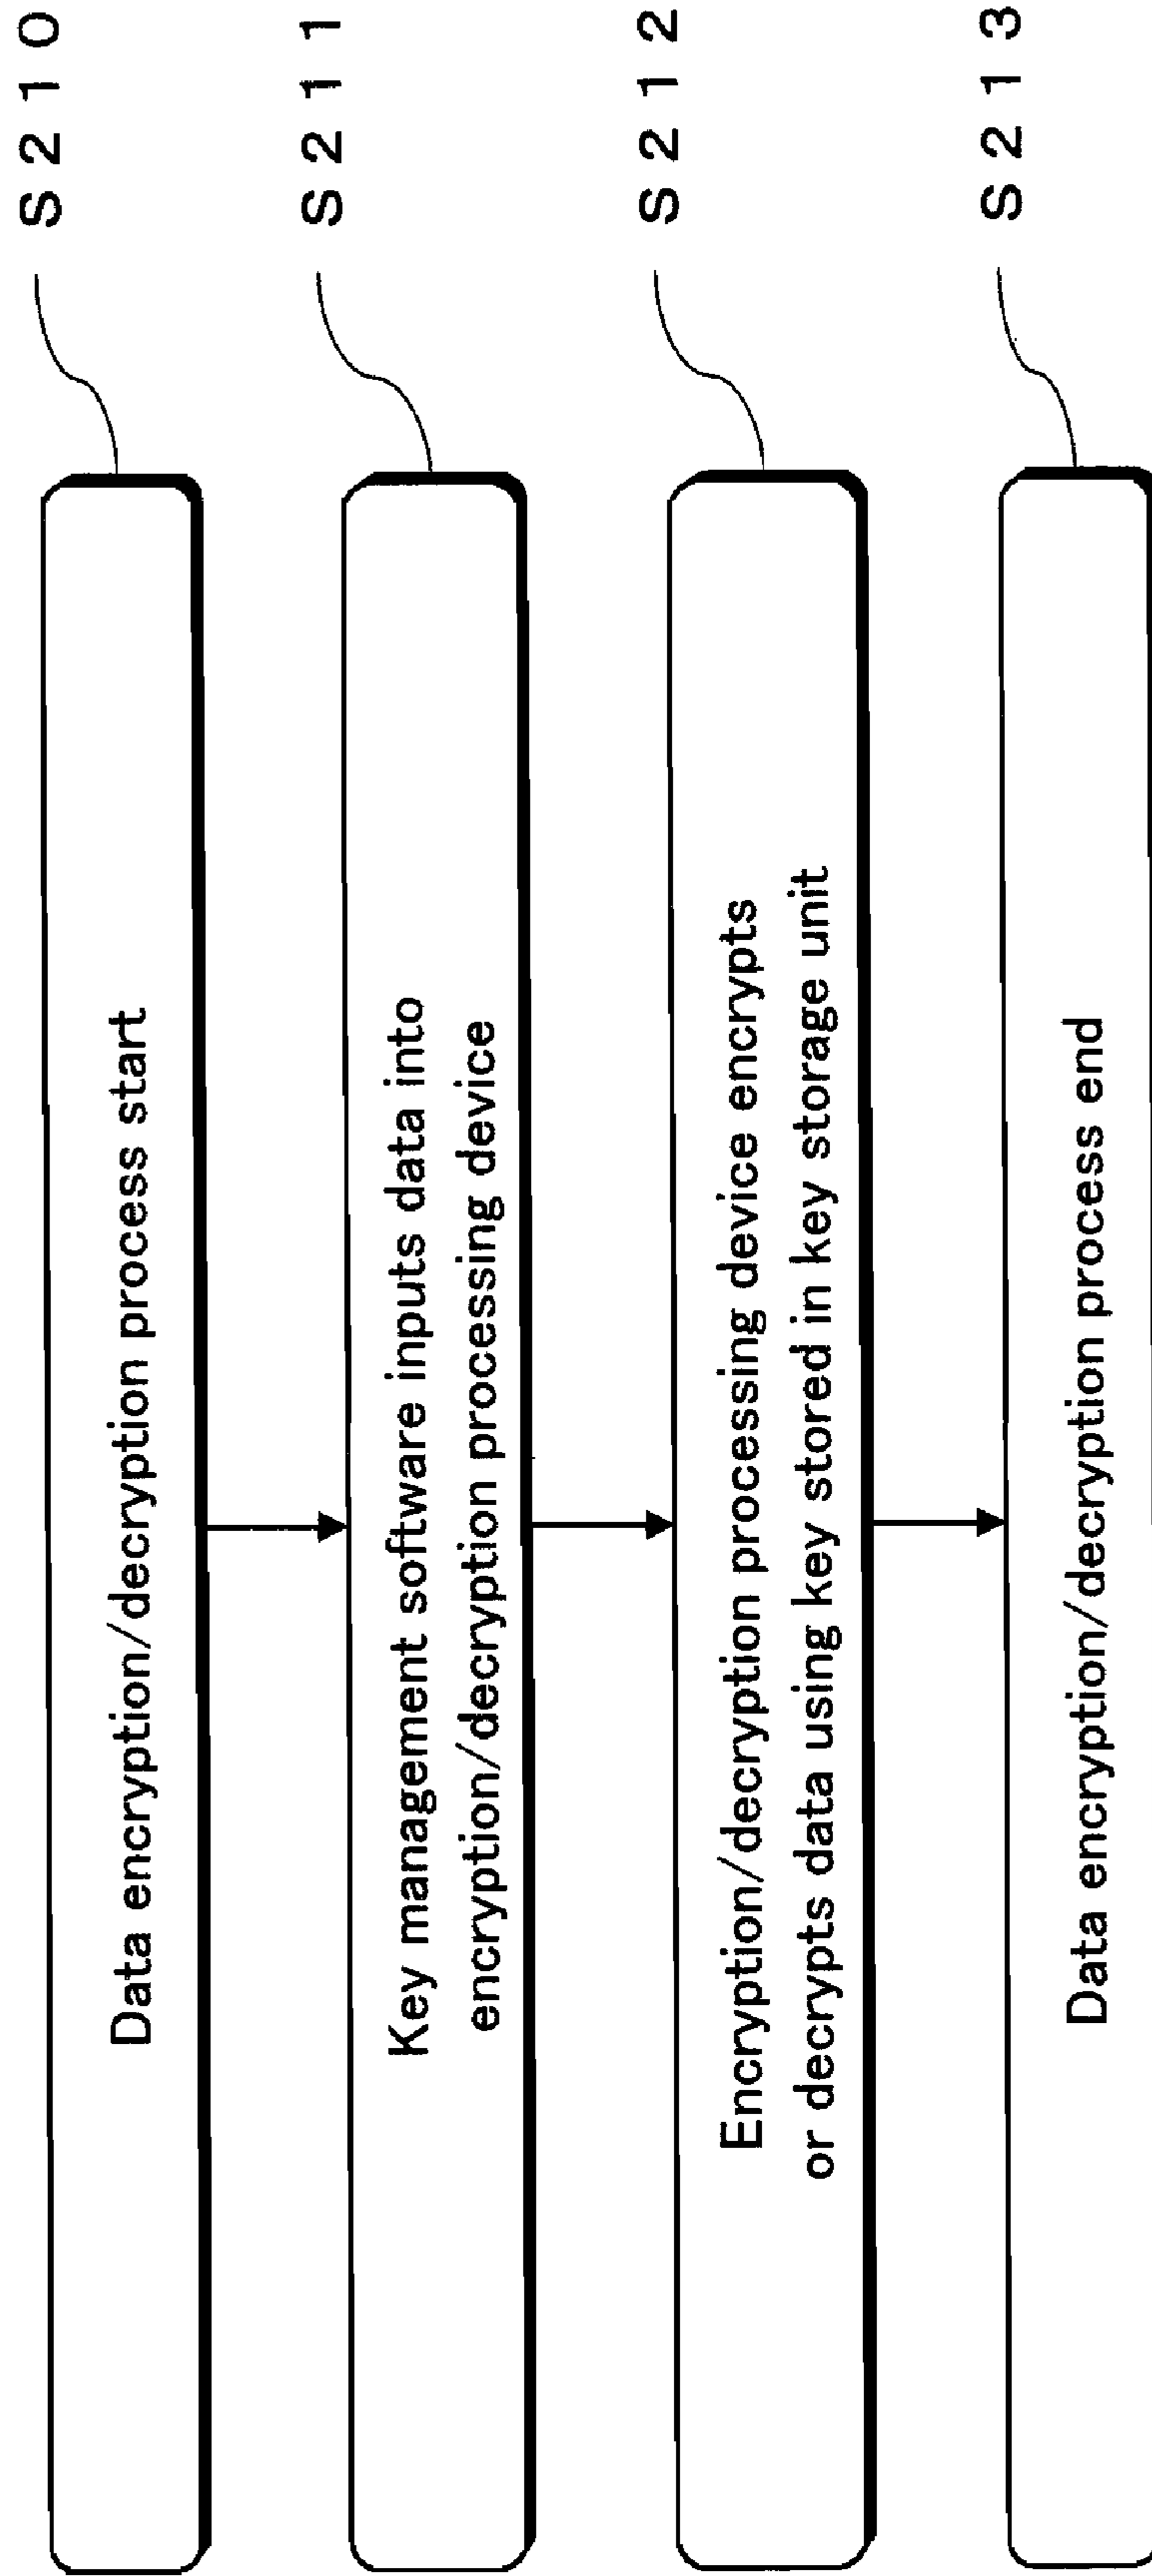 Data encryption/decryption process start
S210
Key management software inputs data into
encryption/decryption processing device
S211
Encryption/decryption processing device encrypts
or decrypts data using key stored in key storage unit
S212
Data encryption/decryption process end
S213